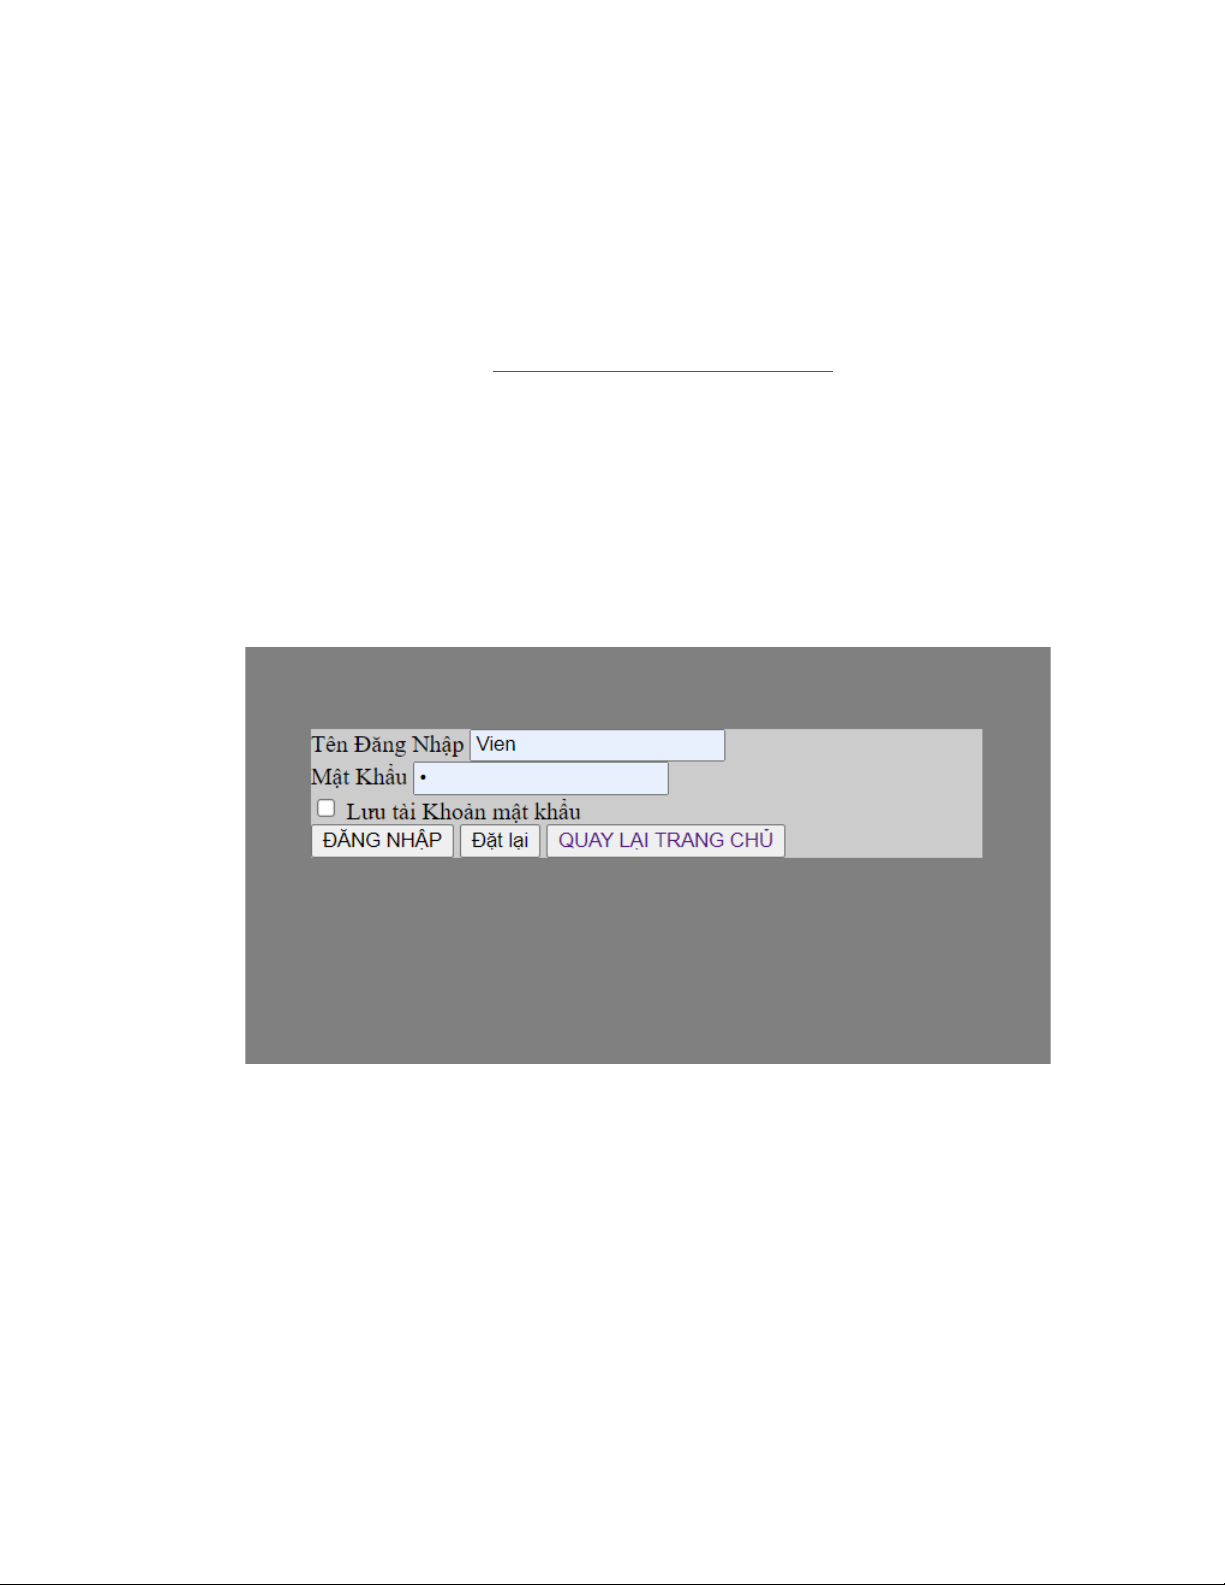 Tên Đăng Nhập Vien
Mật Khẩu •
Lưu tài Khoản mật khẩu
ĐĂNG NHẬP Đặt lại QUAY LẠI TRANG CHỦ